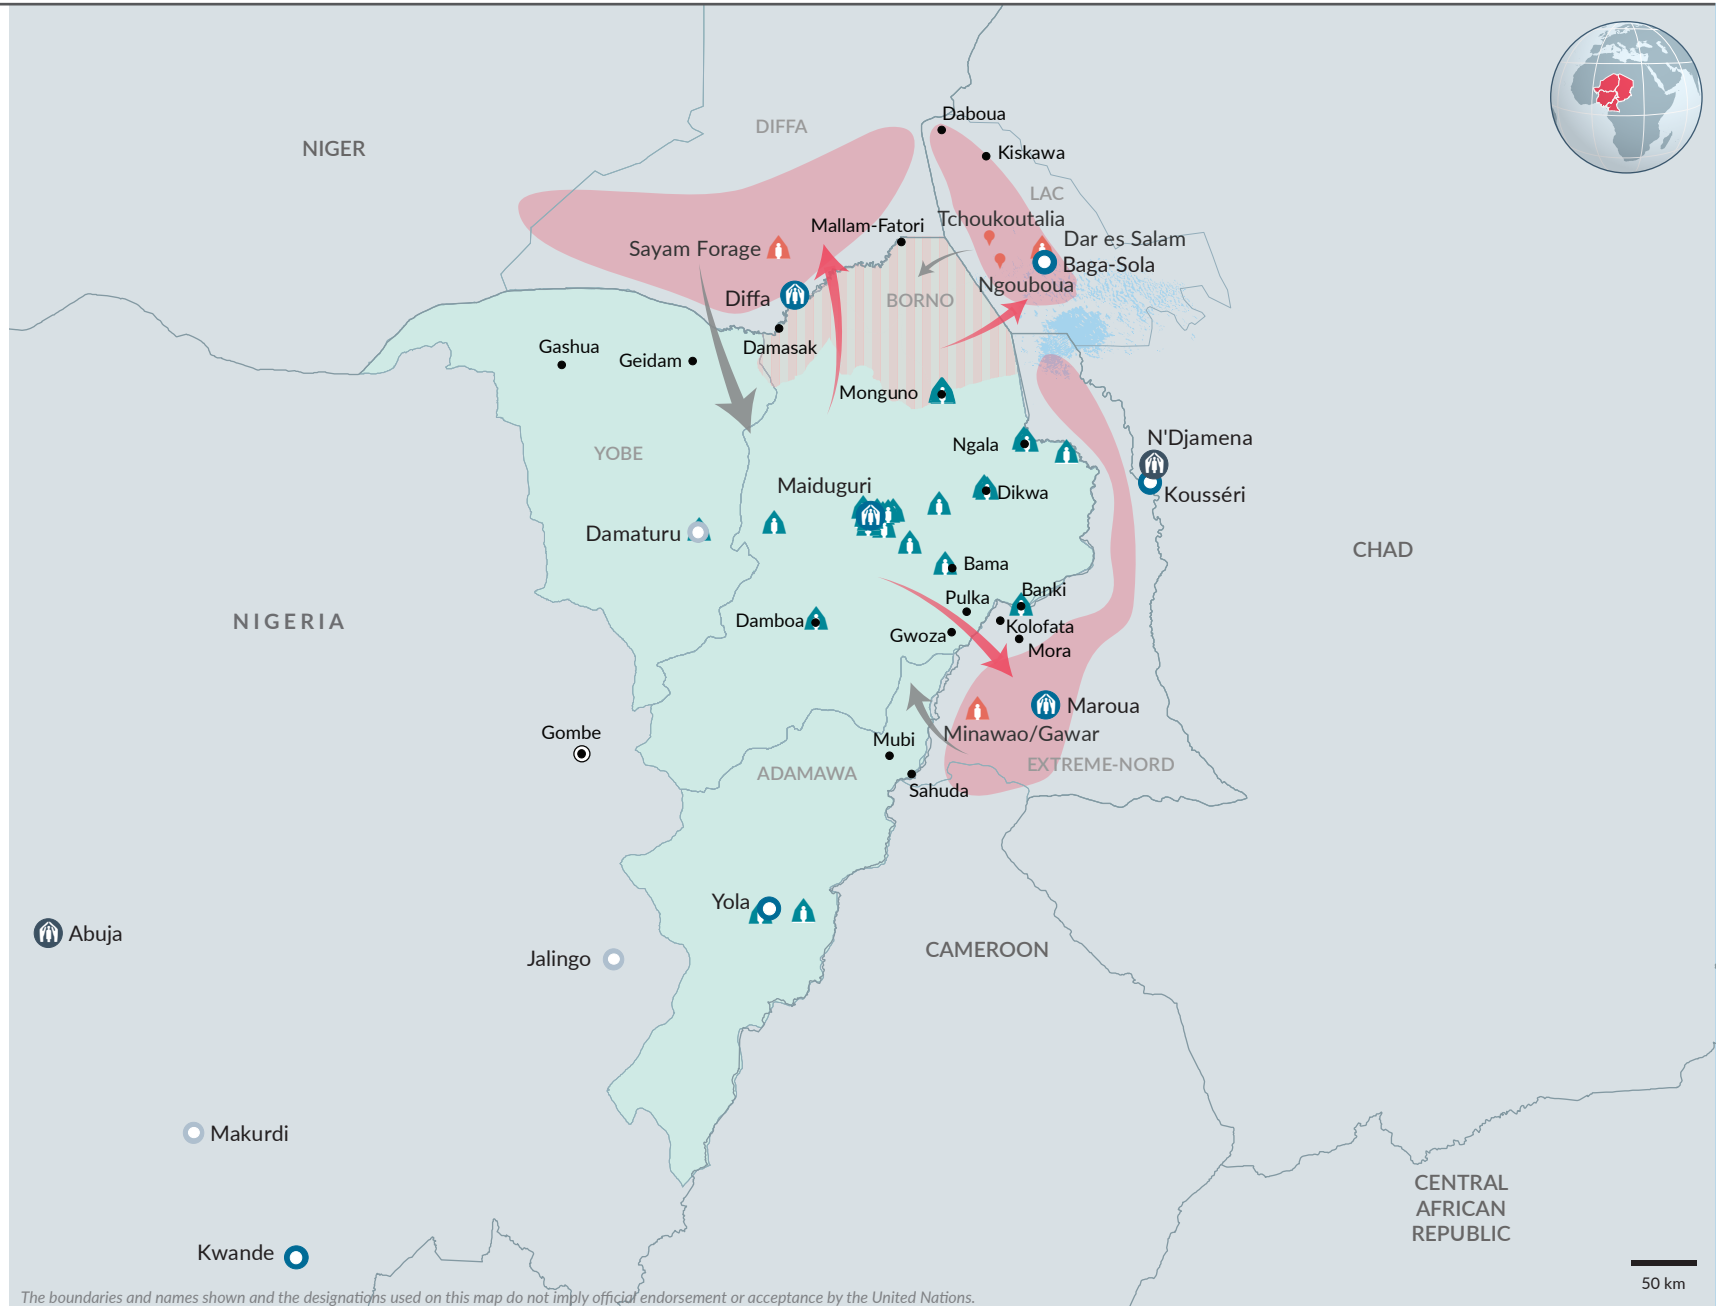 Daboua
DIFFA
NIGER
Kiskawa
LAC
Tchoukoutalia
Mallam-Fatori
Dar es Salam
Sayam Forage
Baga-Sola
Ngouboua
Diffa
BORNO
Damasak
Gashua
Geidam
Monguno
N'Djamena
Ngala
YOBE
Maiduguri
Dikwa
Kousséri
Damaturu
CHAD
Bama
Banki
Pulka
NIGERIA
Damboa
Kolofata
Gwoza
Mora
Maroua
Gombe
Minawao/Gawar
Mubi
EXTREME-NORD
ADAMAWA
Sahuda
Yola
Abuja
CAMEROON
Jalingo
Makurdi
CENTRAL
AFRICAN
REPUBLIC
Kwande
50 km
The boundaries and names shown and the designations used on this map do not imply official endorsement or acceptance by the United Nations.